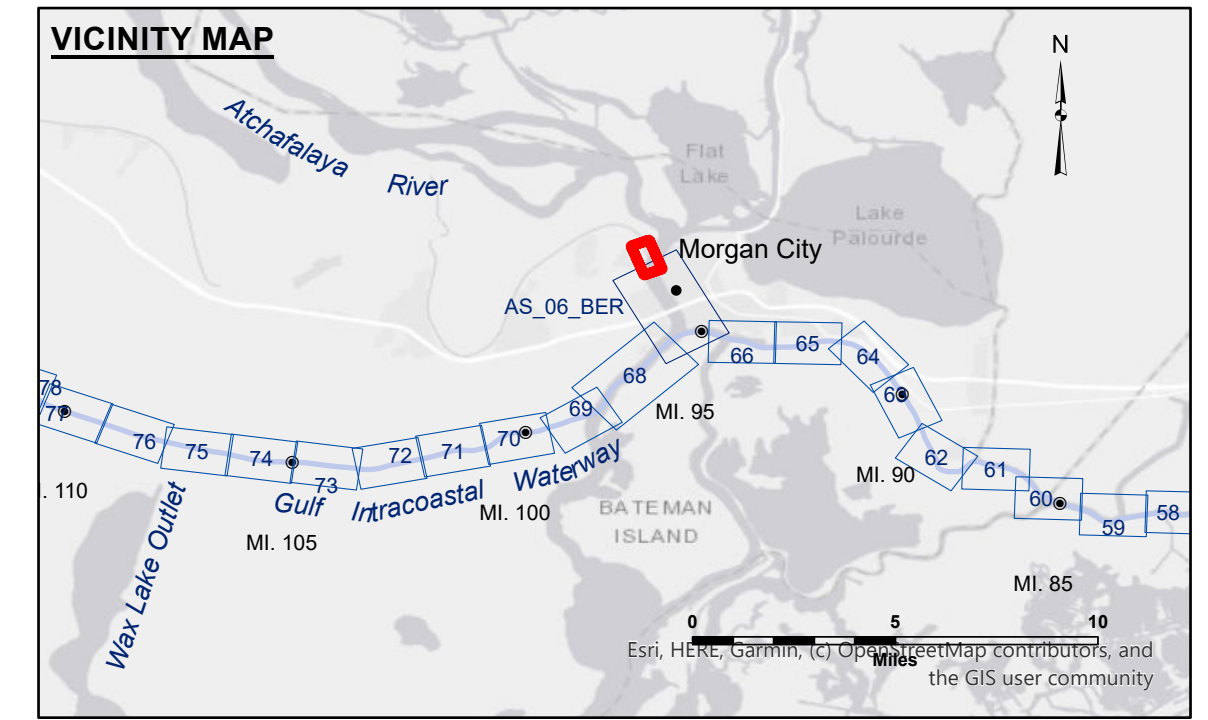 VICINITY MAP
N
Atchafalaya
River
Flat
Lake
Lake
Palourde
Morgan City
AS_06_BER
66
65
64
68
78
77
69
MI. 95
76
75
74
73
72
71
70
62
61
60
59
58
MI. 90
. 110
Gulf Intracoastal Waterway
MI. 100
MI. 105
Wax Lake Outlet
BATEMAN
ISLAND
MI. 85
0 5 10
Miles
Esri, HERE, Garmin, (c) OpenStreetMap contributors, and
the GIS user community